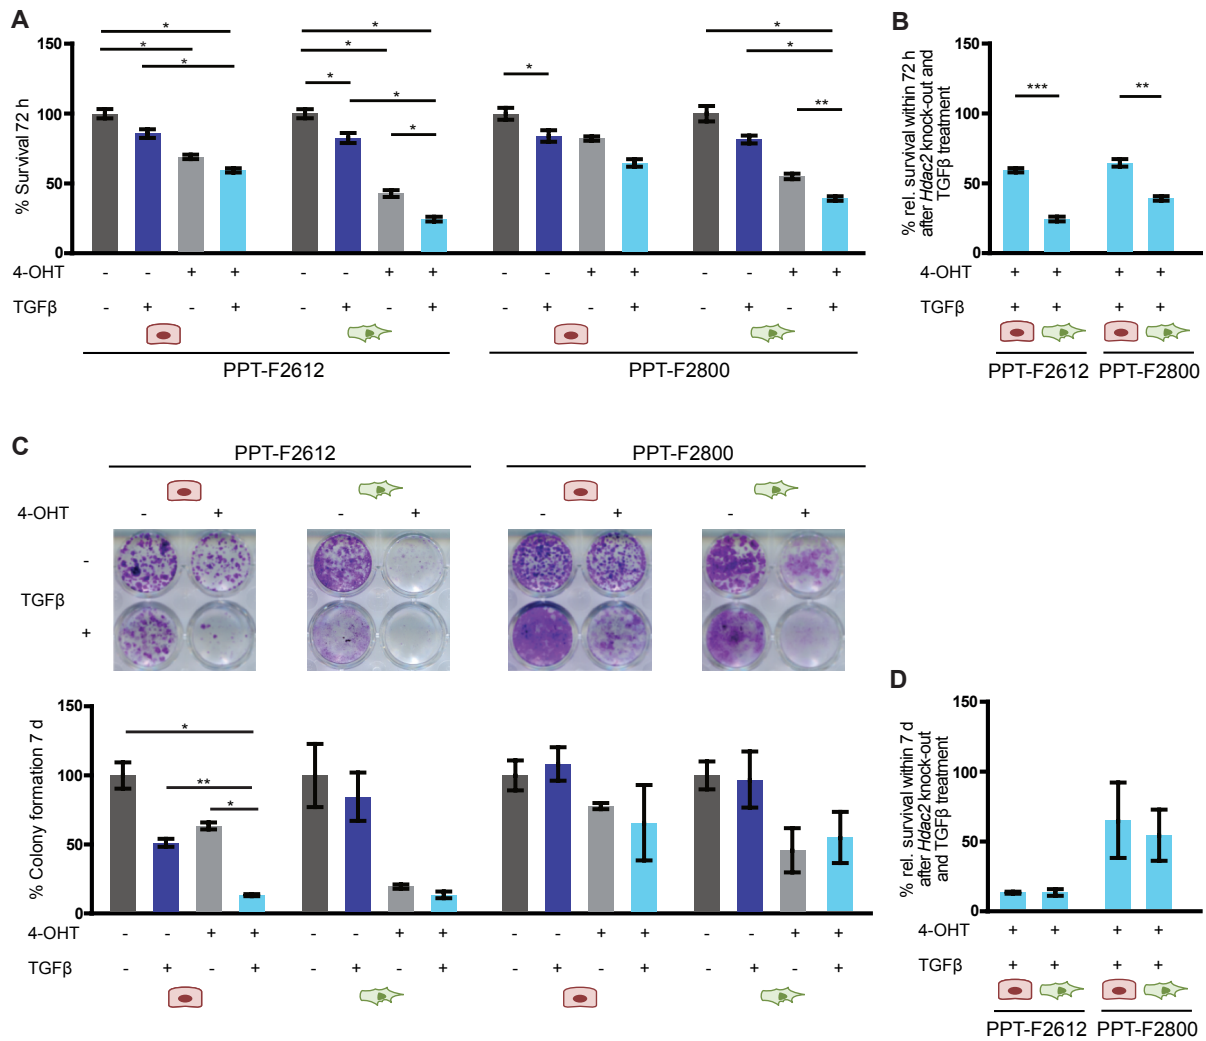 A
B
% Survival 72 h
150
100
50
0
* * * * * * * * * * * **
4-OHT - - + + - - + + - - + + - - + +
TGFβ - + - + - + - + - + - + - + - +
PPT-F2612 PPT-F2800
% rel. survival within 72 h
after Hdac2 knock-out and
TGFβ treatment
150
100
50
0
*** **
4-OHT + + + +
TGFβ + + + +
PPT-F2612 PPT-F2800
C
PPT-F2612 PPT-F2800
4-OHT - + - + - + - +
-
TGFβ
+
% Colony formation 7 d
150
100
50
0
* ** *
4-OHT - - + + - - + + - - + + - - + +
TGFβ - + - + - + - + - + - + - + - +
D
% rel. survival within 7 d
after Hdac2 knock-out
and TGFβ treatment
150
100
50
0
4-OHT + + + +
TGFβ + + + +
PPT-F2612 PPT-F2800